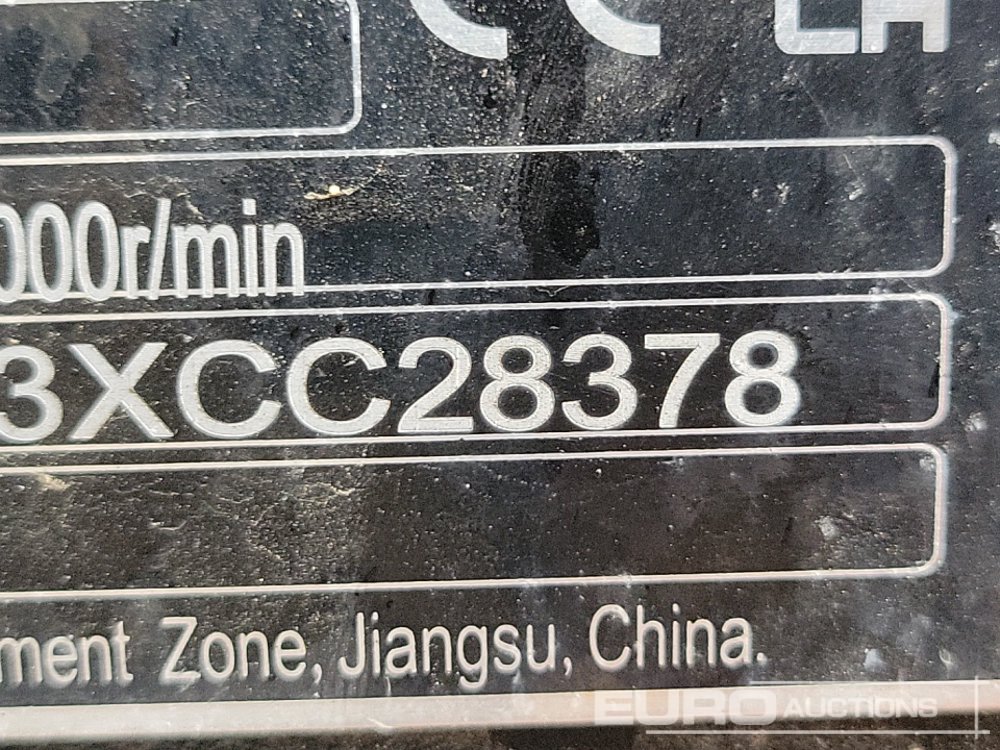 000r/min
3XCC28378
ment Zone, Jiangsu, China.
EURO AUCTIONS